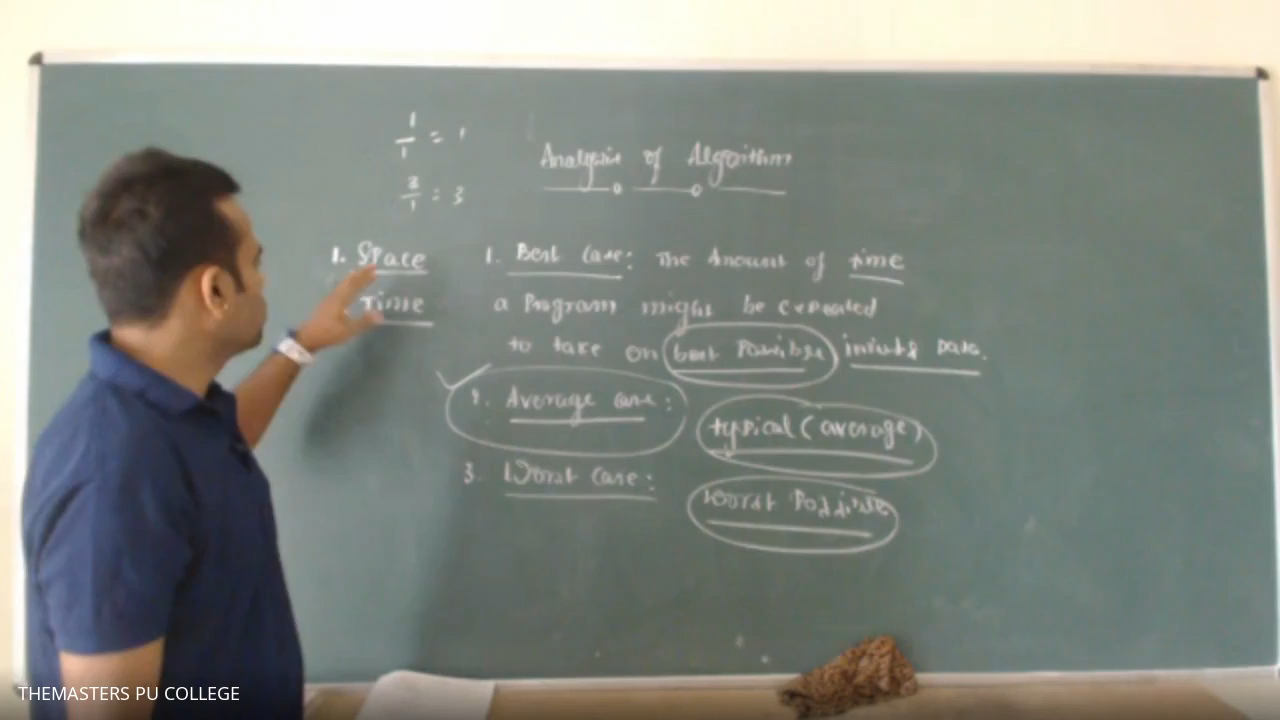 1/1 = 1
3/1 = 3
Analysis of Algorithm
1. Space
Time
1. Best Case: The Amount of time
a Program might be expected
to take on best Possible inputs Data.
2. Average case:
typical (average)
3. Worst Case:
worst Possible
THEMASTERS PU COLLEGE